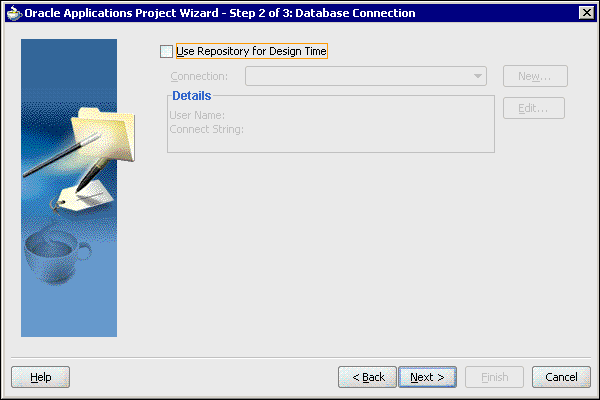 Oracle Applications Project Wizard - Step 2 of 3: Database Connection
Use Repository for Design Time
Connection:
New...
Details
Edit...
User Name:
Connect String:
Help
< Back
Next >
Finish
Cancel